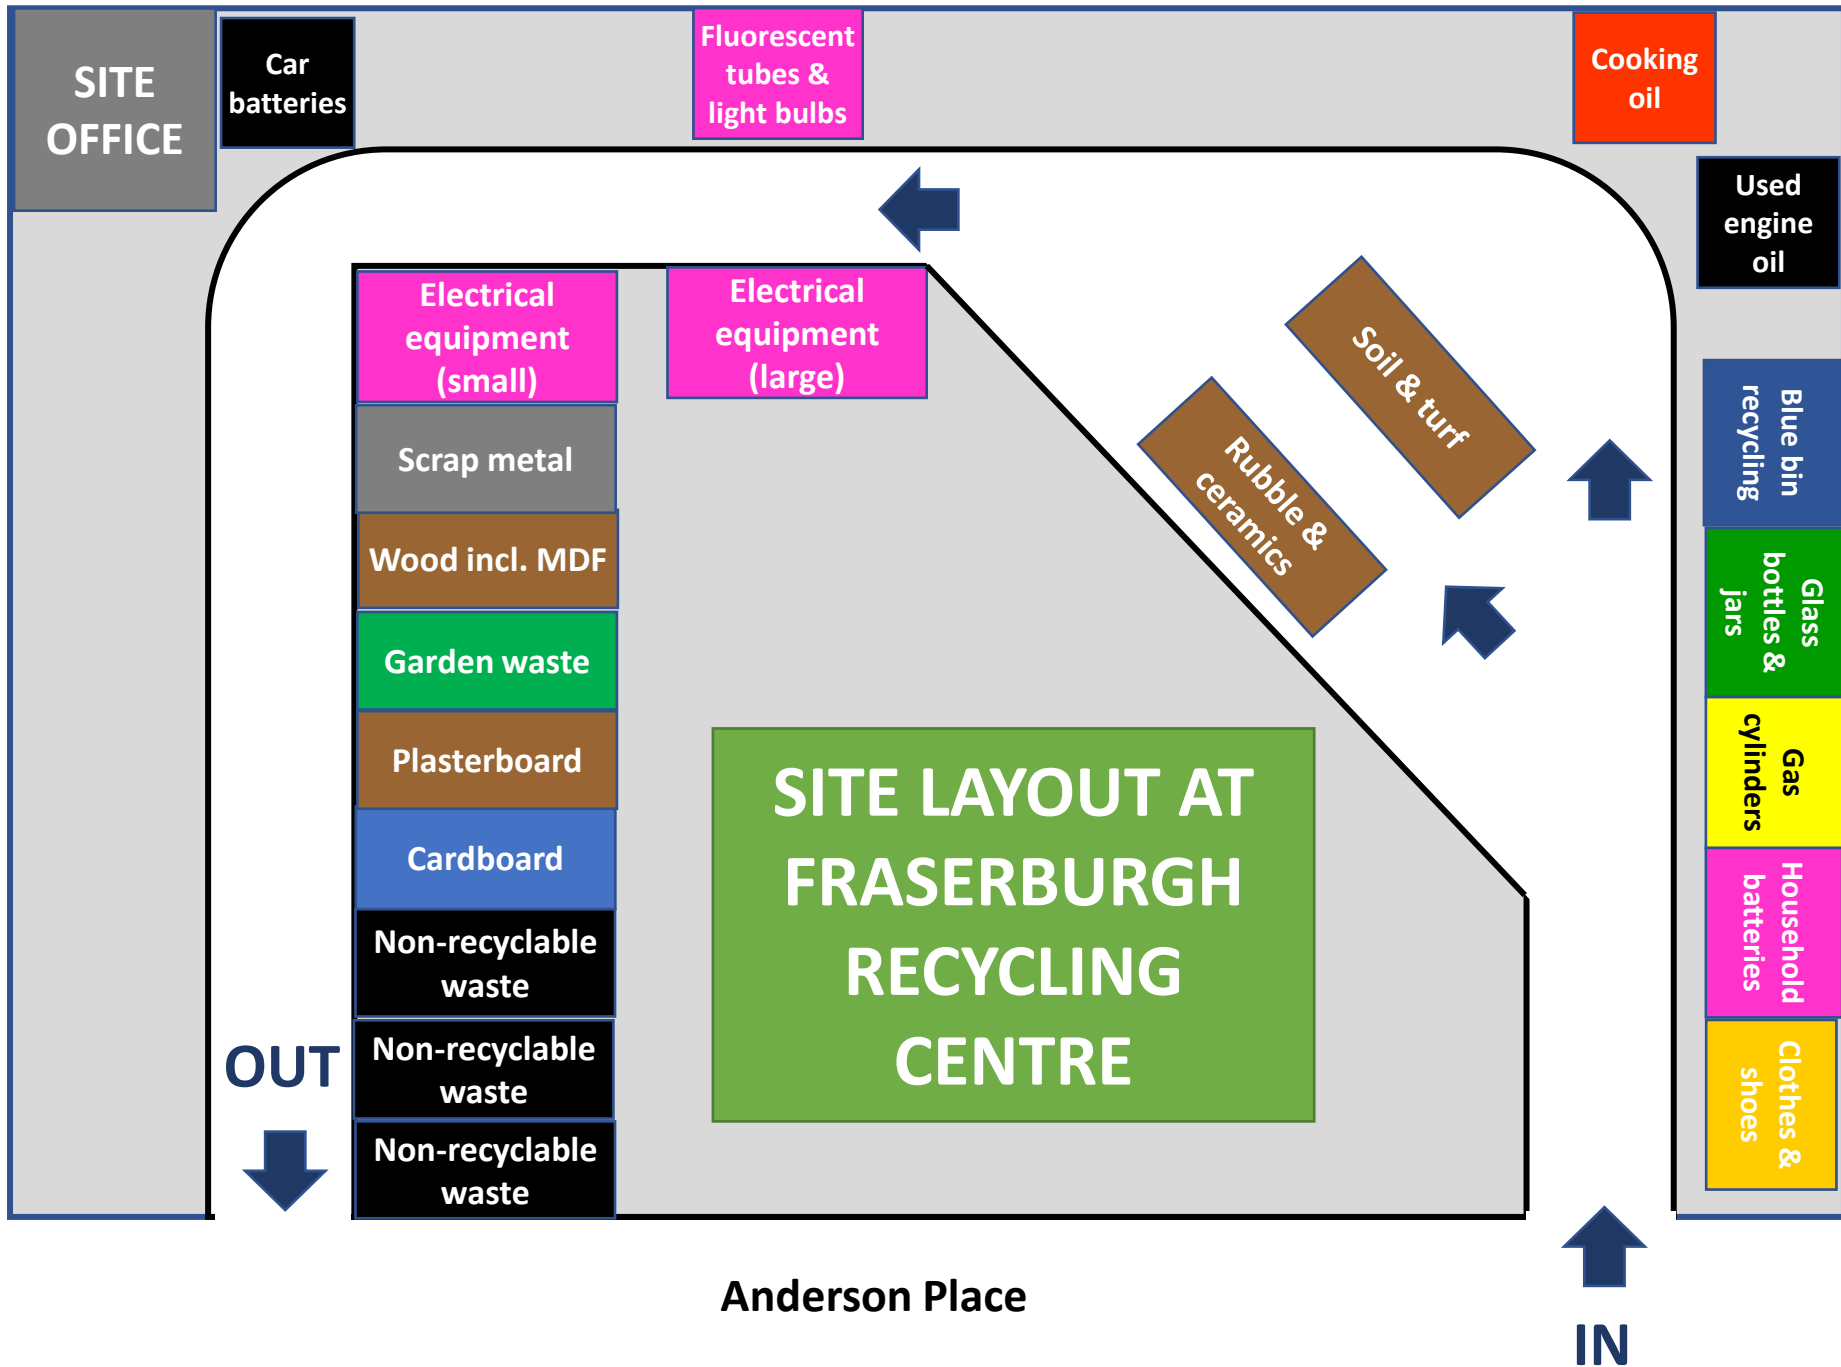 SITE
OFFICE
Car
batteries
Fluorescent
tubes &
light bulbs
Cooking
oil
Used
engine
oil
Electrical
equipment
(small)
Electrical
equipment
(large)
Soil & turf
Rubble &
ceramics
Blue bin
recycling
Scrap metal
Wood incl. MDF
Glass
bottles &
jars
Garden waste
Plasterboard
Gas
cylinders
SITE LAYOUT AT
FRASERBURGH
RECYCLING
CENTRE
Cardboard
Household
batteries
Non-recyclable
waste
Non-recyclable
waste
Non-recyclable
waste
Clothes &
shoes
OUT
Anderson Place
IN